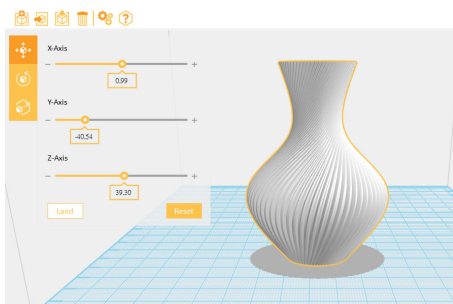 X-Axis
- +
0.99
Y-Axis
- +
-40.54
Z-Axis
- +
39.30
Land Reset